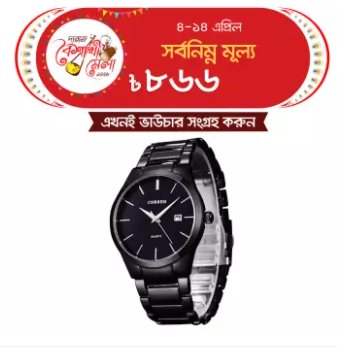 ৪-১৪ এপ্রিল
দারাজ
বৈশাখী
মেলা
সর্বনিম্ন মূল্য
৳৮৬৬
এখনই ভাউচার সংগ্রহ করুন
CURREN
QUARTZ